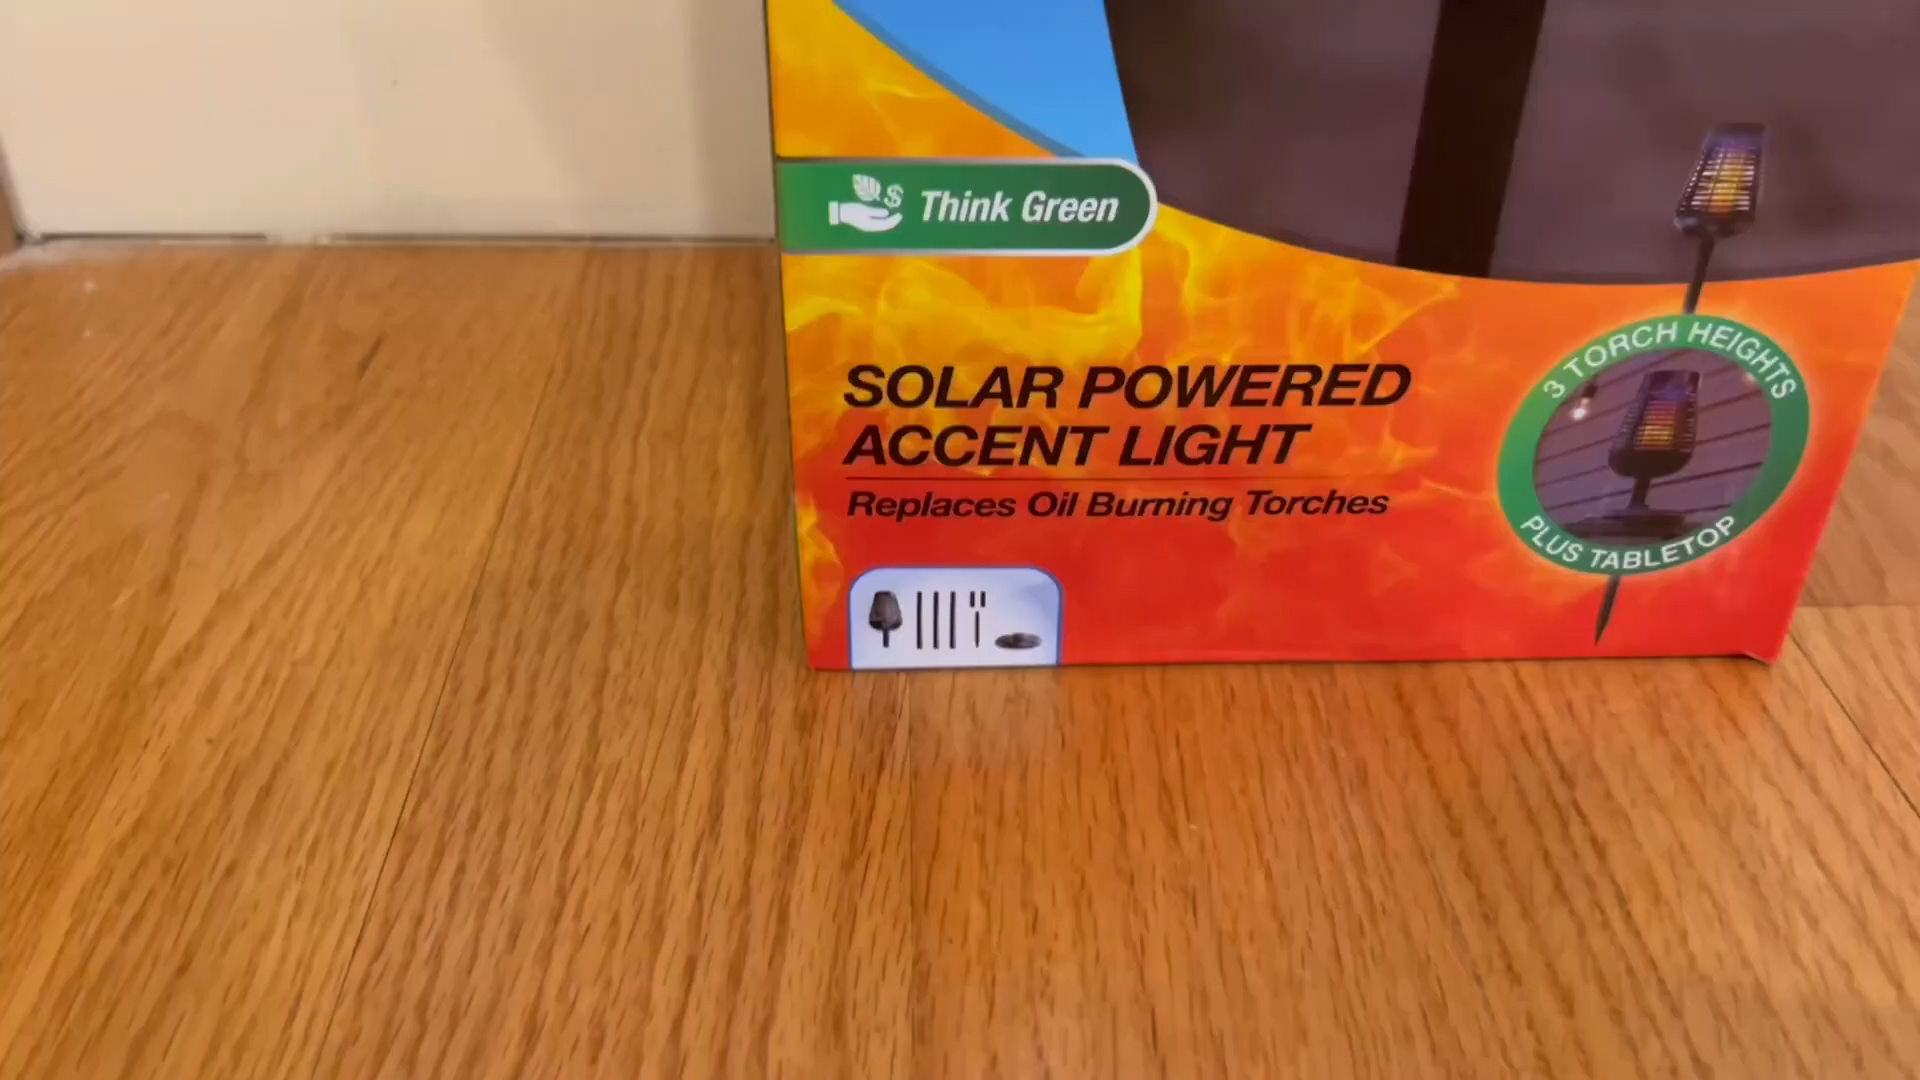 Think Green
SOLAR POWERED
ACCENT LIGHT
Replaces Oil Burning Torches
3 TORCH HEIGHTS
PLUS TABLETOP